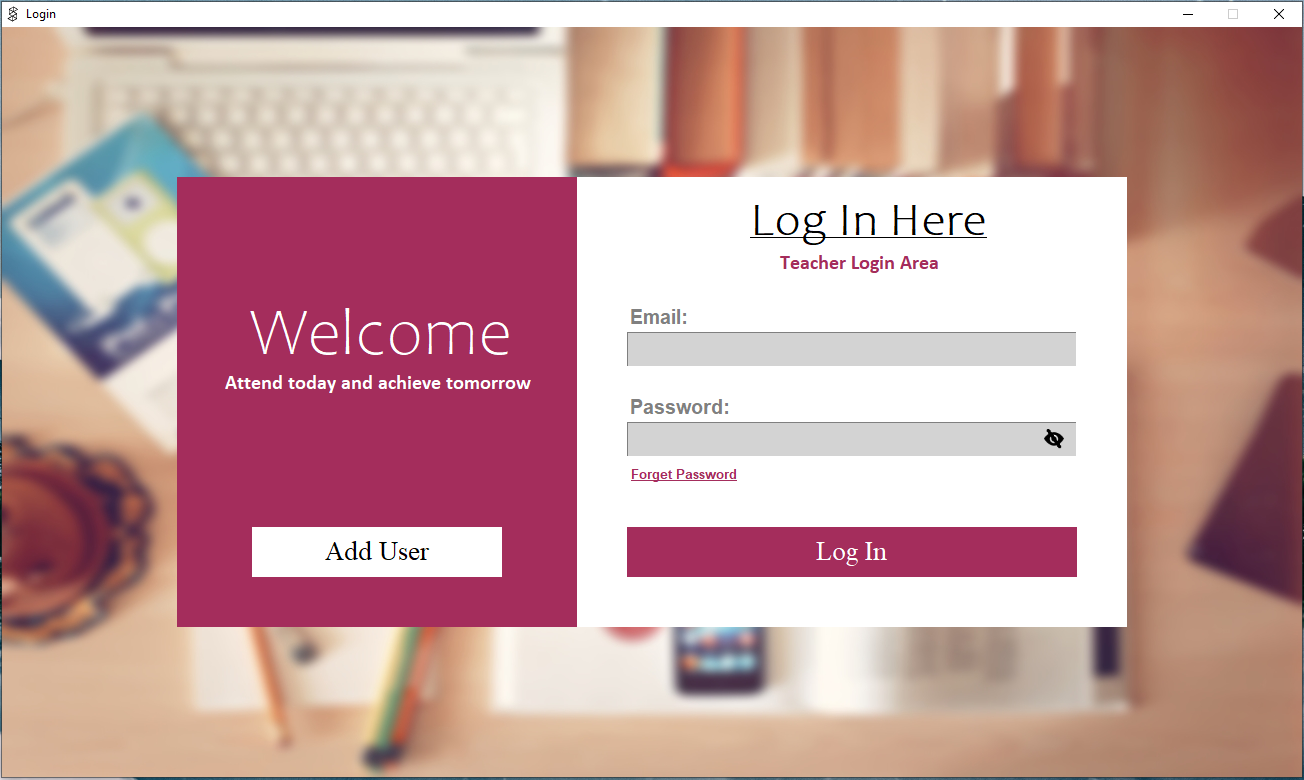 Login
Welcome
Attend today and achieve tomorrow
Add User
Log In Here
Teacher Login Area
Email:
Password:
Forget Password
Log In